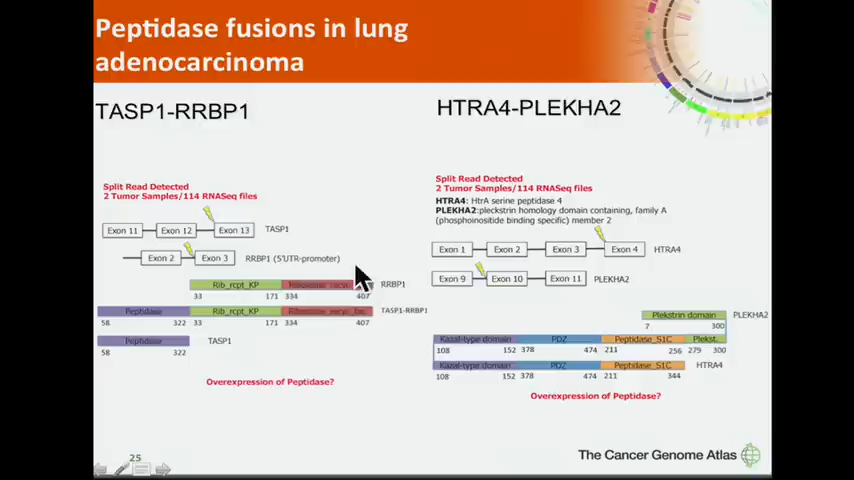 Peptidase fusions in lung
adenocarcinoma
TASP1-RRBP1
Split Read Detected
2 Tumor Samples/114 RNASeq files
Exon 11
Exon 12
Exon 13
TASP1
Exon 2
Exon 3
RRBP1 (5'UTR-promoter)
Rib_rcpt_KP
RRBP1
33
171
334
407
Peptidase
Rib_rcpt_KP
TASP1-RRBP1
58
322
33
171
334
407
Peptidase
TASP1
58
322
Overexpression of Peptidase?
HTRA4-PLEKHA2
Split Read Detected
2 Tumor Samples/114 RNASeq files
HTRA4: HtrA serine peptidase 4
PLEKHA2:pleckstrin homology domain containing, family A
(phosphoinositide binding specific) member 2
Exon 1
Exon 2
Exon 3
Exon 4
HTRA4
Exon 9
Exon 10
Exon 11
PLEKHA2
Plekstrin domain
PLEKHA2
7
300
Kazal-type domain
PDZ
Peptidase_S1C
Plekst.
108
152
378
474
211
256
279
300
Kazal-type domain
PDZ
Peptidase_S1C
HTRA4
108
152
378
474
211
344
Overexpression of Peptidase?
25
The Cancer Genome Atlas